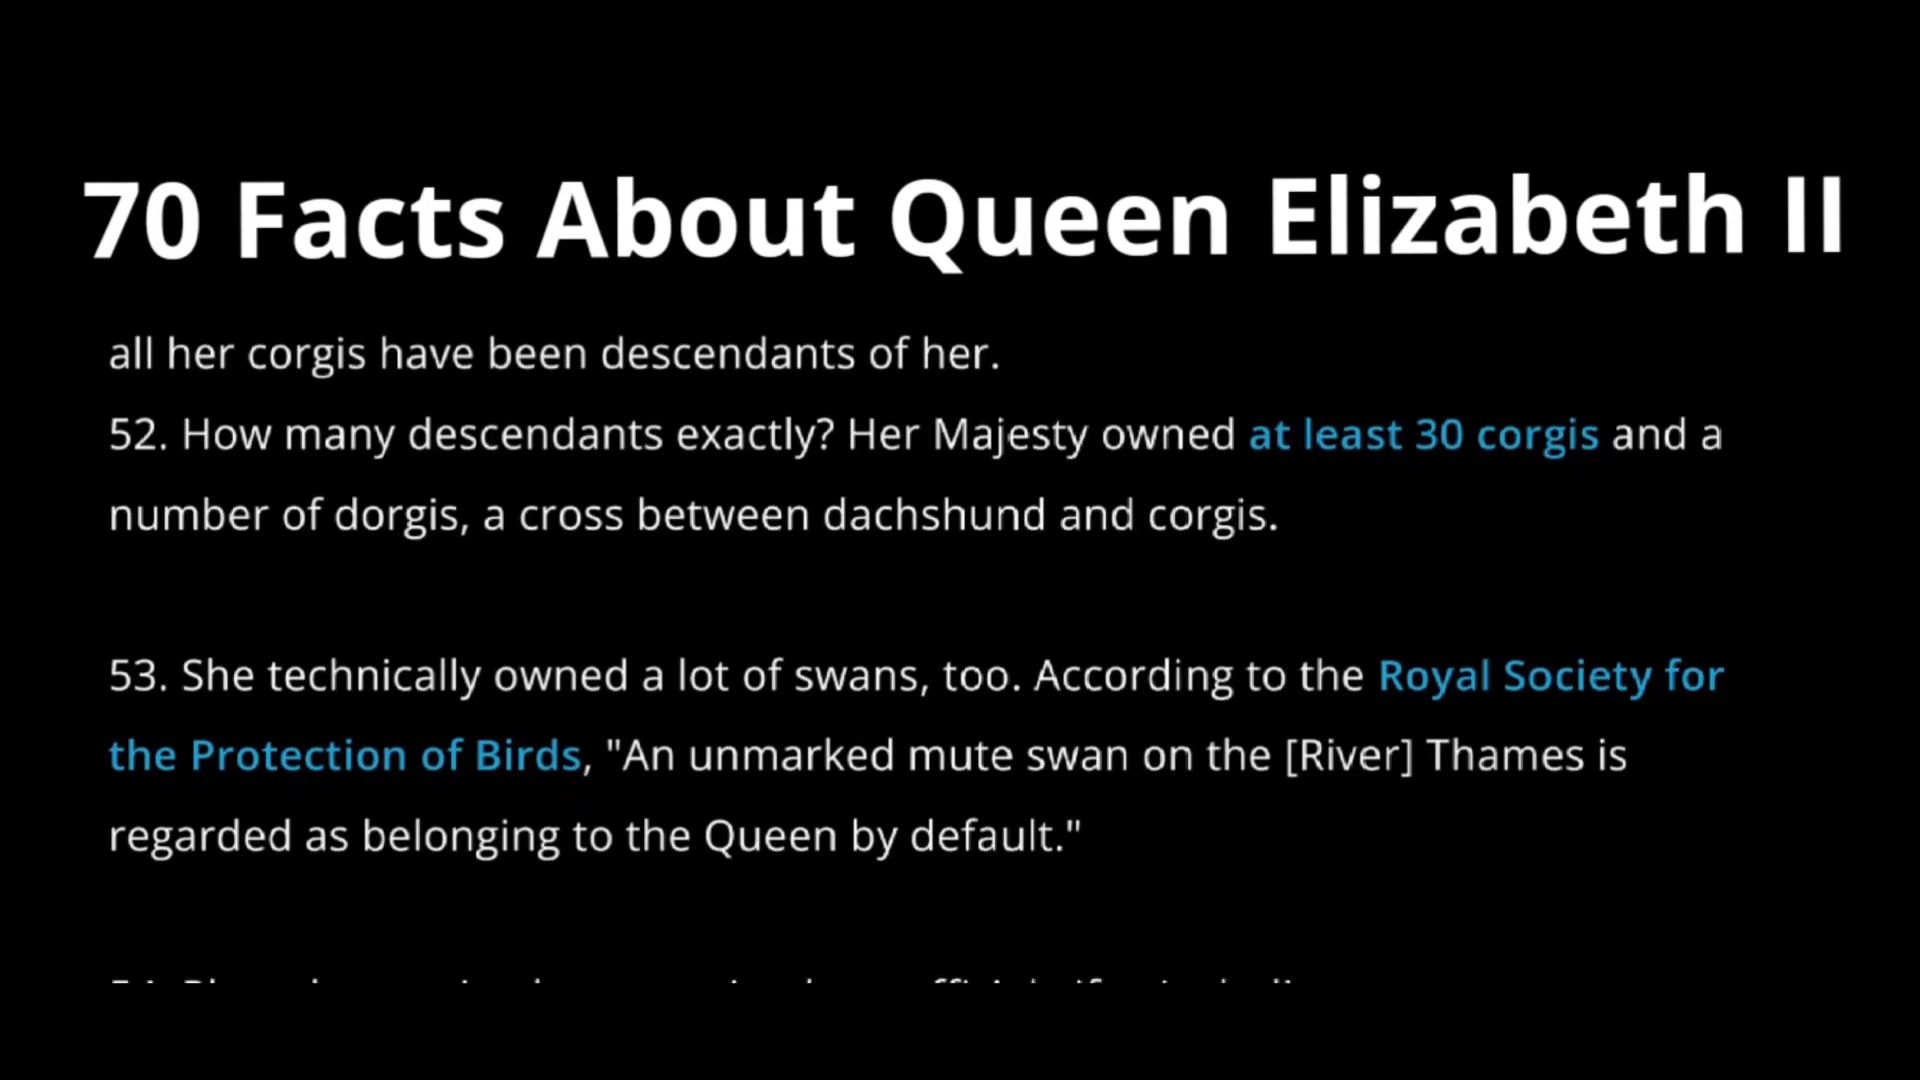 70 Facts About Queen Elizabeth II
all her corgis have been descendants of her.
52. How many descendants exactly? Her Majesty owned at least 30 corgis and a
number of dorgis, a cross between dachshund and corgis.
53. She technically owned a lot of swans, too. According to the Royal Society for
the Protection of Birds, "An unmarked mute swan on the [River] Thames is
regarded as belonging to the Queen by default."